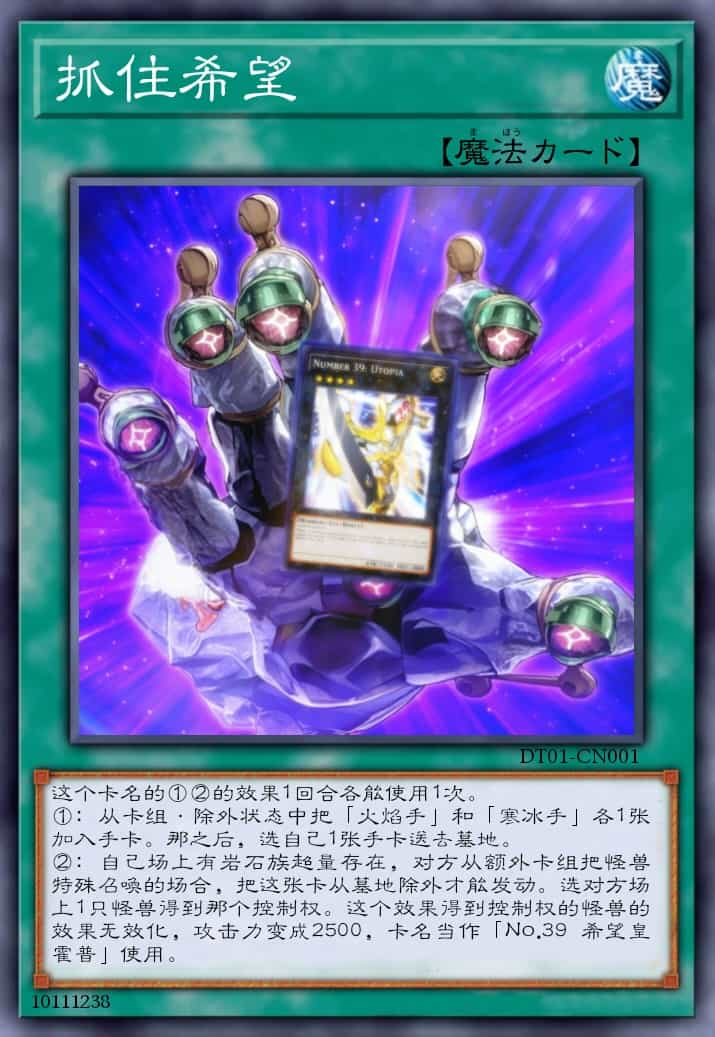 抓住希望
魔
【魔法カード】
まほう
NUMBER 39: UTOPIA
DT01-CN001
这个卡名的①②的效果1回合各能使用1次。
①：从卡组·除外状态中把「火焰手」和「寒冰手」各1张
加入手卡。那之后，选自己1张手卡送去墓地。
②：自己场上有岩石族超量存在，对方从额外卡组把怪兽
特殊召唤的场合，把这张卡从墓地除外才能发动。选对方场
上1只怪兽得到那个控制权。这个效果得到控制权的怪兽的
效果无效化，攻击力变成2500，卡名当作「No.39 希望皇
霍普」使用。
10111238